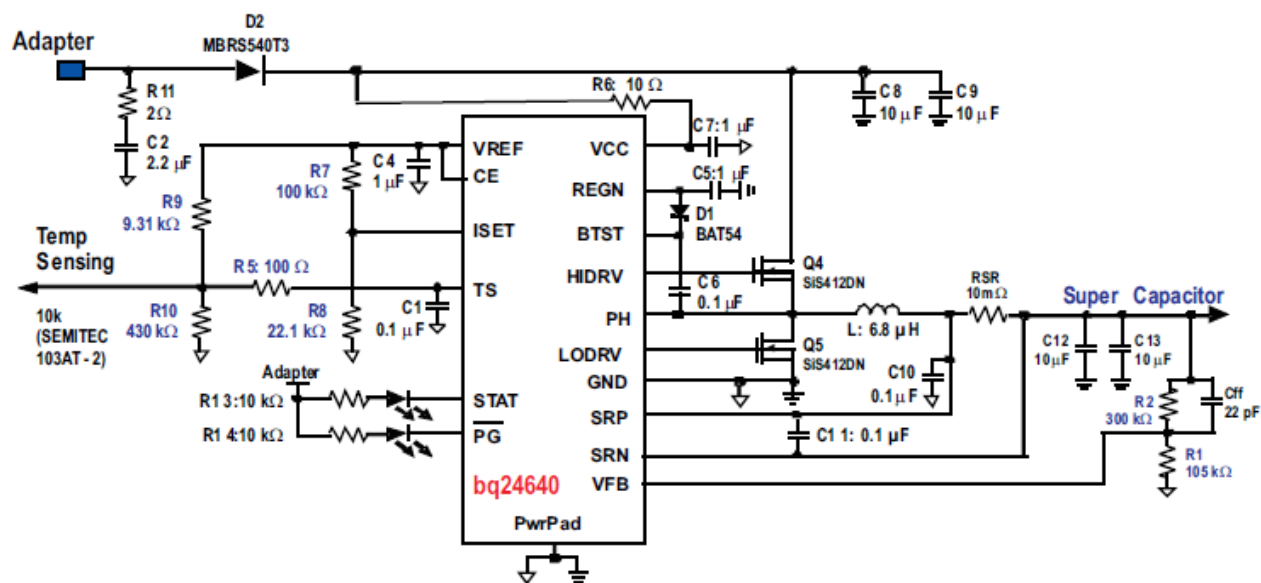 Adapter
D2
MBRS540T3
R11
2Ω
C2
2.2 µF
R6: 10 Ω
C8
10 µF
C9
10 µF
C7:1 µF
VREF
VCC
CE
R7
100 kΩ
C4
1 µF
C5:1 µF
REGN
R9
9.31 kΩ
D1
BAT54
ISET
BTST
Temp
Sensing
R5: 100 Ω
HIDRV
Q4
SiS412DN
TS
C6
0.1 µF
RSR
10mΩ
Super Capacitor
10k
(SEMITEC
103AT-2)
R10
430 kΩ
R8
22.1 kΩ
C1
0.1 µF
PH
L: 6.8 µH
LODRV
Q5
SiS412DN
C12
10µF
C13
10 µF
Adapter
GND
C10
0.1µF
R13:10 kΩ
STAT
SRP
R2
300 kΩ
Cff
22 pF
R14:10 kΩ
PG
C11: 0.1 µF
SRN
R1
105 kΩ
bq24640
VFB
PwrPad